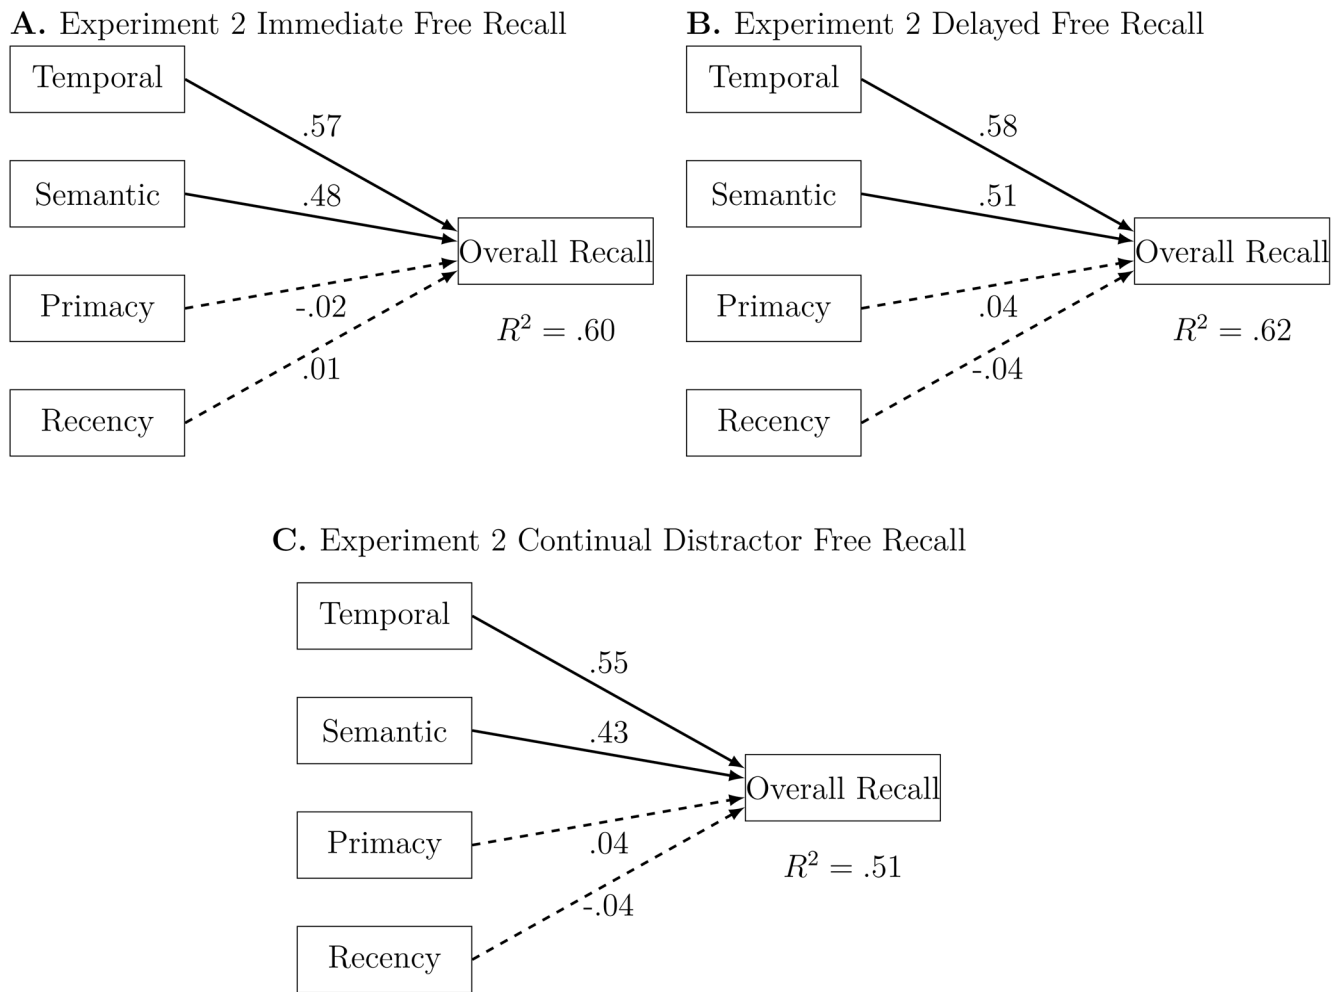 A. Experiment 2 Immediate Free Recall
Temporal
.57
Semantic
.48
Overall Recall
Primacy
-.02
R² = .60
.01
Recency
B. Experiment 2 Delayed Free Recall
Temporal
.58
Semantic
.51
Overall Recall
Primacy
.04
R² = .62
-.04
Recency
C. Experiment 2 Continual Distractor Free Recall
Temporal
.55
Semantic
.43
Overall Recall
Primacy
.04
R² = .51
-.04
Recency